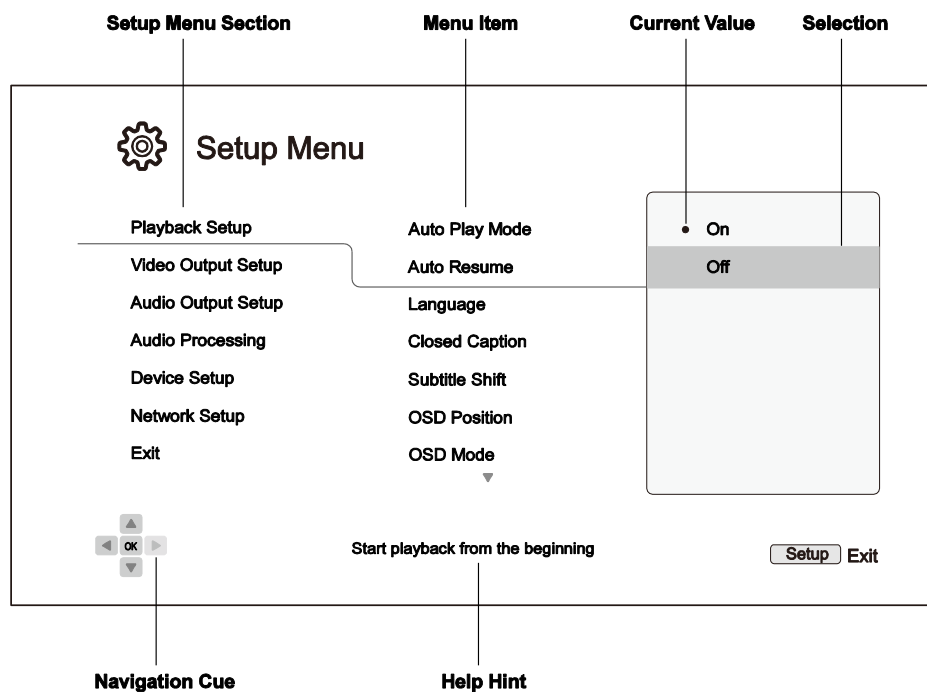 Setup Menu Section Menu Item Current Value Selection
Setup Menu
Playback Setup Auto Play Mode On
Video Output Setup Auto Resume Off
Audio Output Setup Language
Audio Processing Closed Caption
Device Setup Subtitle Shift
Network Setup OSD Position
Exit OSD Mode
OK Start playback from the beginning Setup Exit
Navigation Cue Help Hint